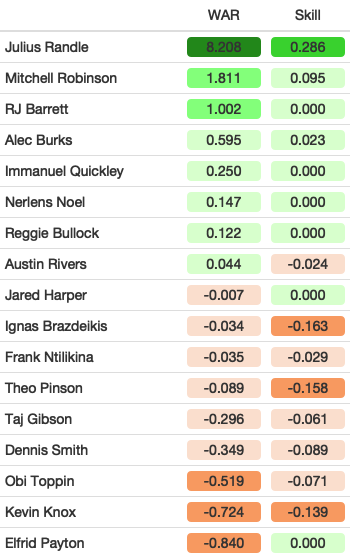 WAR Skill
Julius Randle 8.208 0.286
Mitchell Robinson 1.811 0.095
RJ Barrett 1.002 0.000
Alec Burks 0.595 0.023
Immanuel Quickley 0.250 0.000
Nerlens Noel 0.147 0.000
Reggie Bullock 0.122 0.000
Austin Rivers 0.044 -0.024
Jared Harper -0.007 0.000
Ignas Brazdeikis -0.034 -0.163
Frank Ntilikina -0.035 -0.029
Theo Pinson -0.089 -0.158
Taj Gibson -0.296 -0.061
Dennis Smith -0.349 -0.089
Obi Toppin -0.519 -0.071
Kevin Knox -0.724 -0.139
Elfrid Payton -0.840 0.000